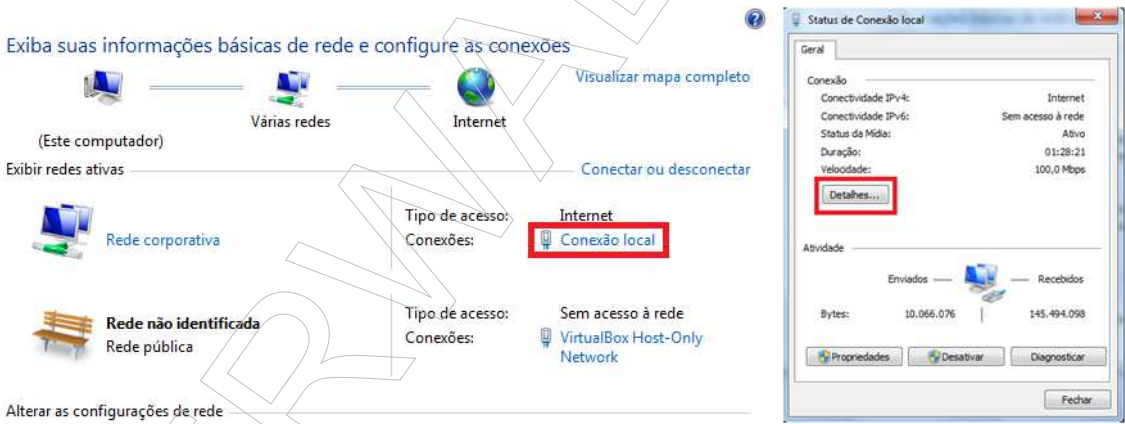 Exiba suas informações básicas de rede e configure as conexões
Visualizar mapa completo
(Este computador)
Várias redes
Internet
Exibir redes ativas
Conectar ou desconectar
Rede corporativa
Tipo de acesso: Internet
Conexões: Conexão local
Rede não identificada
Rede pública
Tipo de acesso: Sem acesso à rede
Conexões: VirtualBox Host-Only
Network
Alterar as configurações de rede
Status de Conexão local
Geral
Conexão
Conectividade IPv4: Internet
Conectividade IPv6: Sem acesso à rede
Status da Mídia: Ativo
Duração: 01:28:21
Velocidade: 100,0 Mbps
Detalhes...
Atividade
Enviados
Recebidos
Bytes: 10.066.076 145.494.098
Propriedades
Desativar
Diagnosticar
Fechar